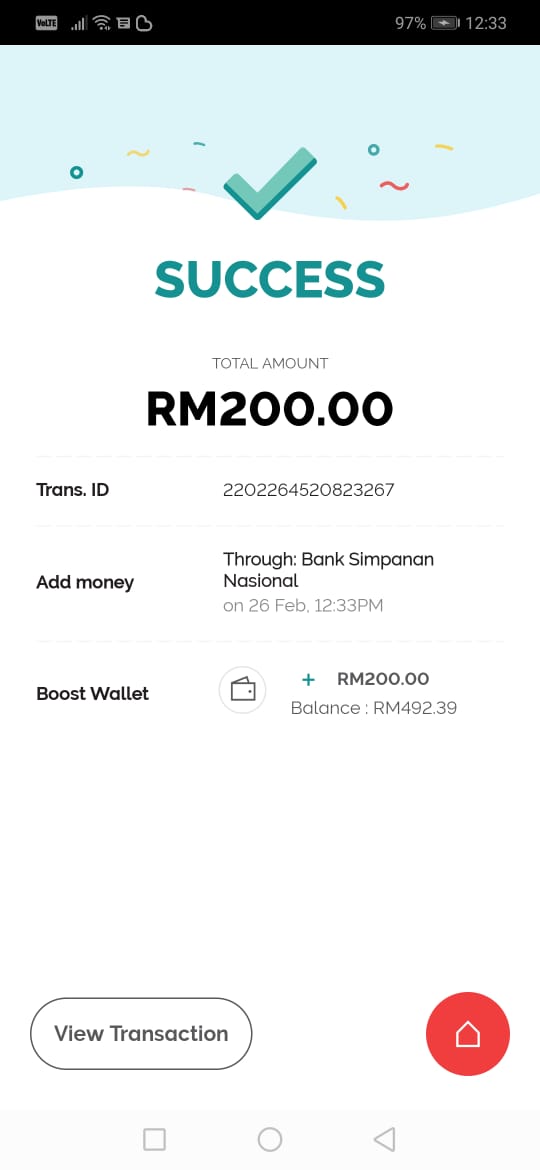 VoLTE 97% 12:33
SUCCESS
TOTAL AMOUNT
RM200.00
Trans. ID 2202264520823267
Add money Through: Bank Simpanan
Nasional
on 26 Feb, 12:33PM
Boost Wallet + RM200.00
Balance : RM492.39
View Transaction